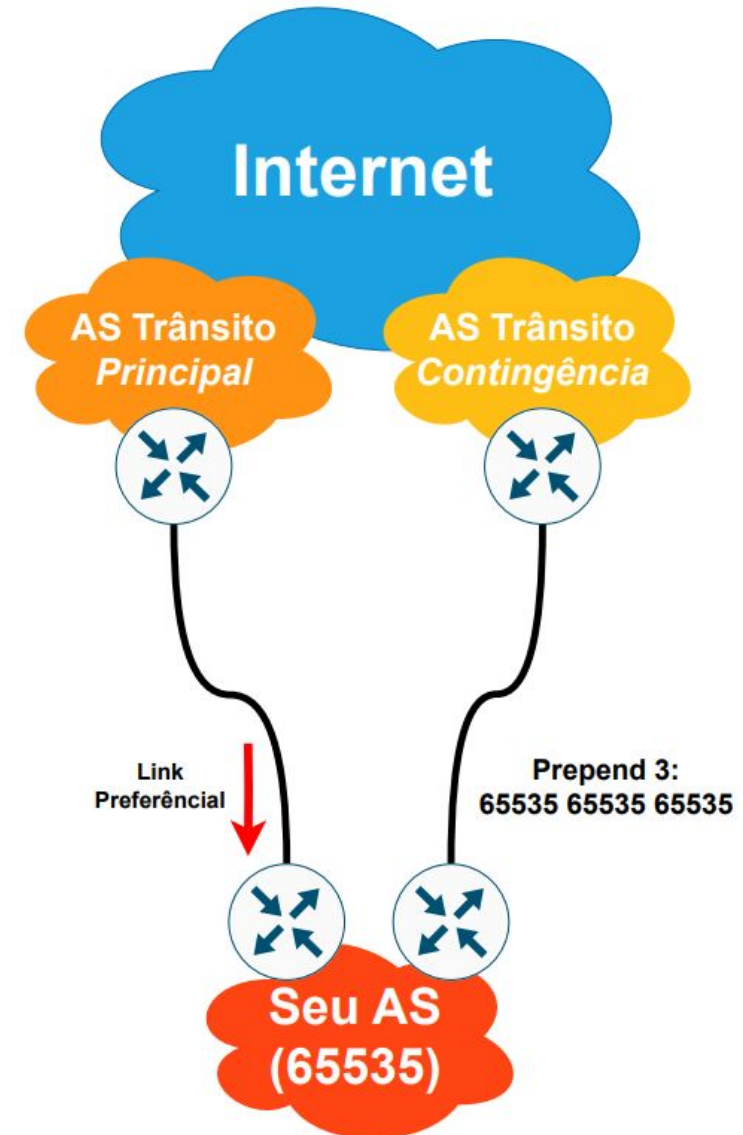 Internet
AS Trânsito
Principal
AS Trânsito
Contingência
Link
Preferêncial
Prepend 3:
65535 65535 65535
Seu AS
(65535)